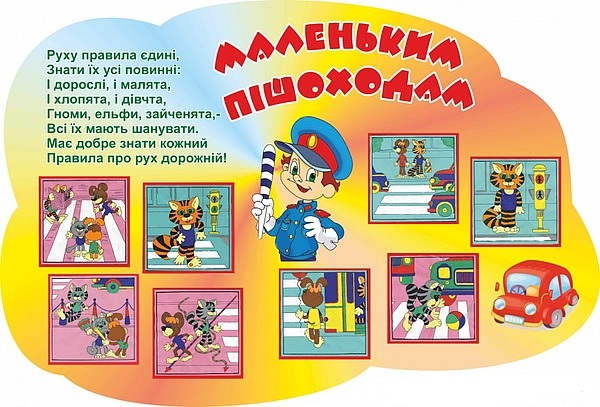 МАЛЕНЬКИМ
ПІШОХОДАМ
Руху правила єдині,
Знати їх усі повинні:
І дорослі, і малята,
І хлопята, і дівчта,
Гноми, ельфи, зайченята,-
Всі їх мають шанувати.
Має добре знати кожний
Правила про рух дорожній!